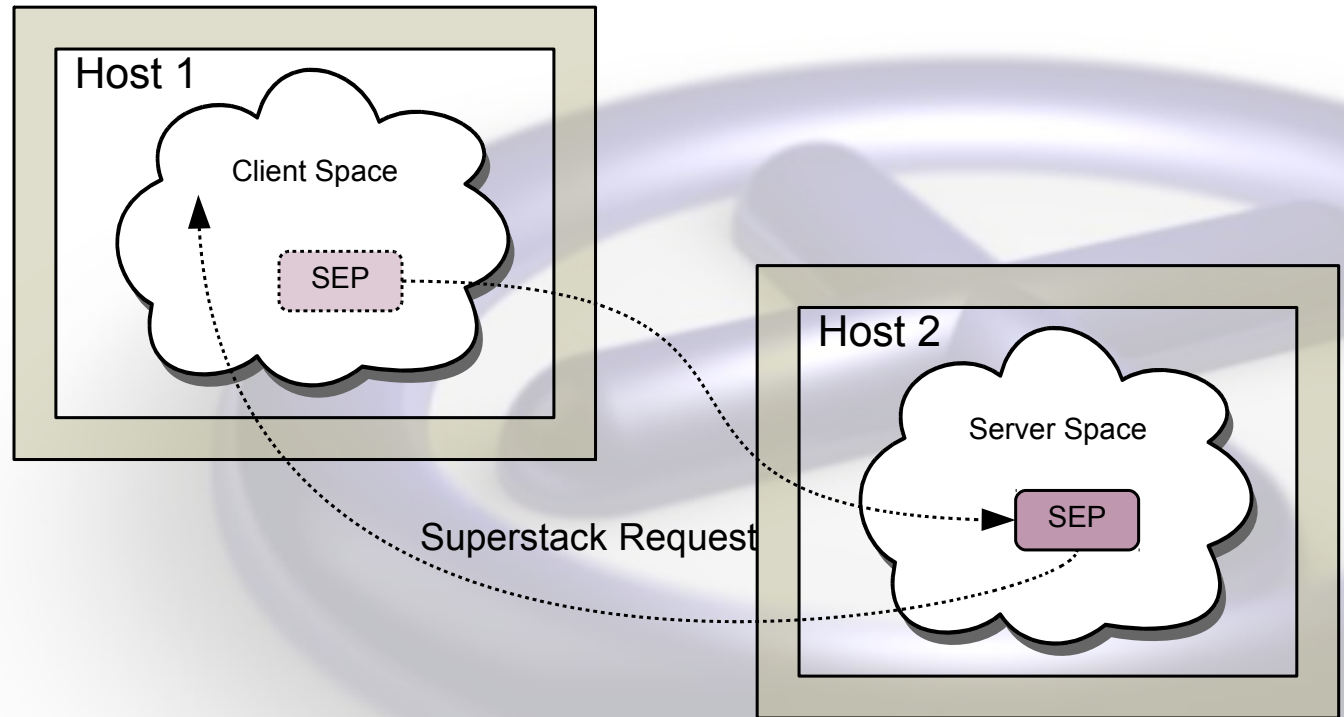 Host 1
Client Space
SEP
Host 2
Server Space
SEP
Superstack Request